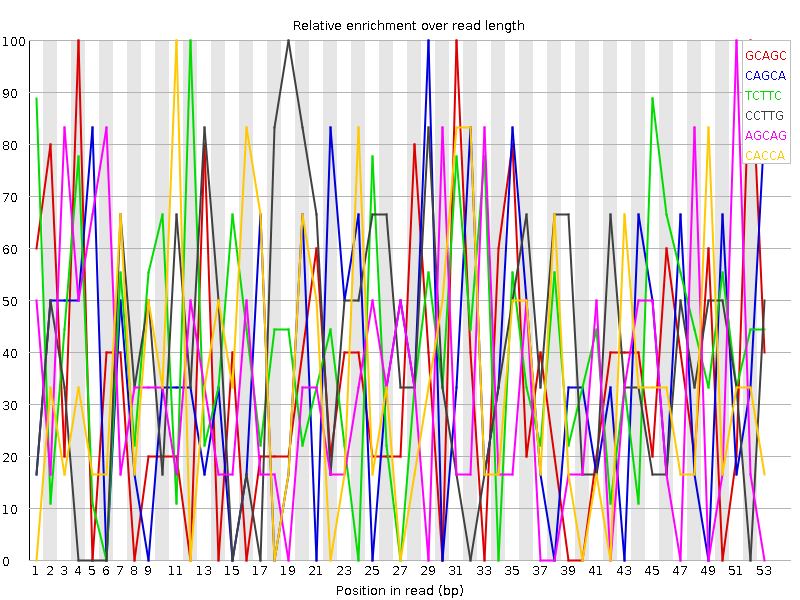 Relative enrichment over read length
100
90
80
70
60
50
40
30
20
10
0
GCAGC
CAGCA
TCTTC
CCTTG
AGCAG
CACCA
1 2 3 4 5 6 7 8 9 11 13 15 17 19 21 23 25 27 29 31 33 35 37 39 41 43 45 47 49 51 53
Position in read (bp)